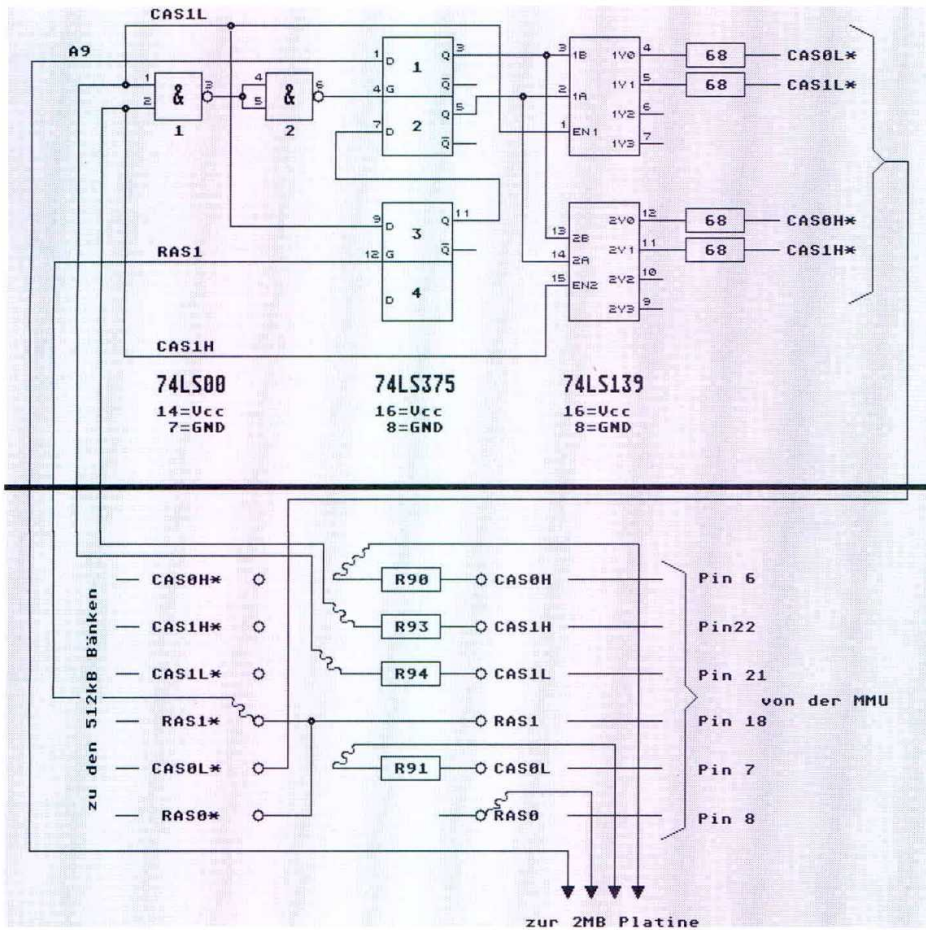 CAS1L
A9
1 D Q 3
1 & 3 4 & 6
2 5
1 2
4 G Q
1
2
7 D Q 5
Q
3 1B 1Y0 4 68 CAS0L*
2 1A 1Y1 5 68 CAS1L*
1Y2 6
1 EN1 1Y3 7
9 D Q 11
3
12 G Q
4
D
RAS1
2Y0 12 68 CAS0H*
13 2B 2Y1 11 68 CAS1H*
14 2A
15 EN2 2Y2 10
2Y3 9
CAS1H
74LS00 74LS375 74LS139
14=Vcc 16=Vcc 16=Vcc
7=GND 8=GND 8=GND
zu den 512kB Bänken
CAS0H* R90 CAS0H Pin 6
CAS1H* R93 CAS1H Pin22
CAS1L* R94 CAS1L Pin 21
von der MMU
RAS1* RAS1 Pin 18
CAS0L* R91 CAS0L Pin 7
RAS0* RAS0 Pin 8
zur 2MB Platine